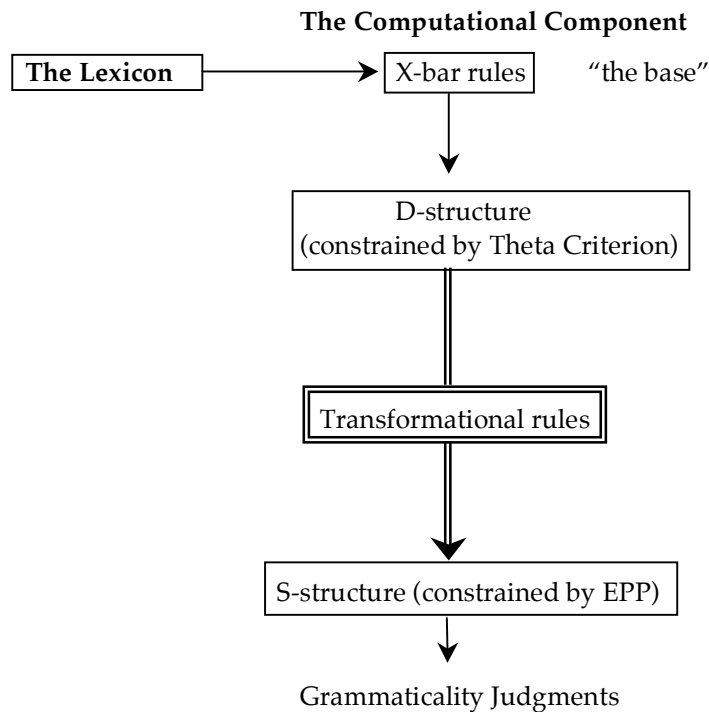 The Computational Component
The Lexicon
X-bar rules
“the base”
D-structure
(constrained by Theta Criterion)
Transformational rules
S-structure (constrained by EPP)
Grammaticality Judgments